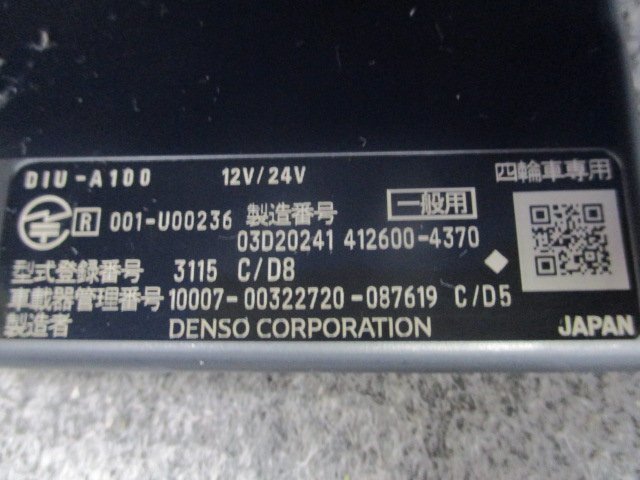 DIU-A100 12V/24V 四輪車専用
R 001-U00236 製造番号 一般用
03D20241 412600-4370
型式登録番号 3115 C/D8
車載器管理番号 10007-00322720-087619 C/D5
製造者 DENSO CORPORATION JAPAN